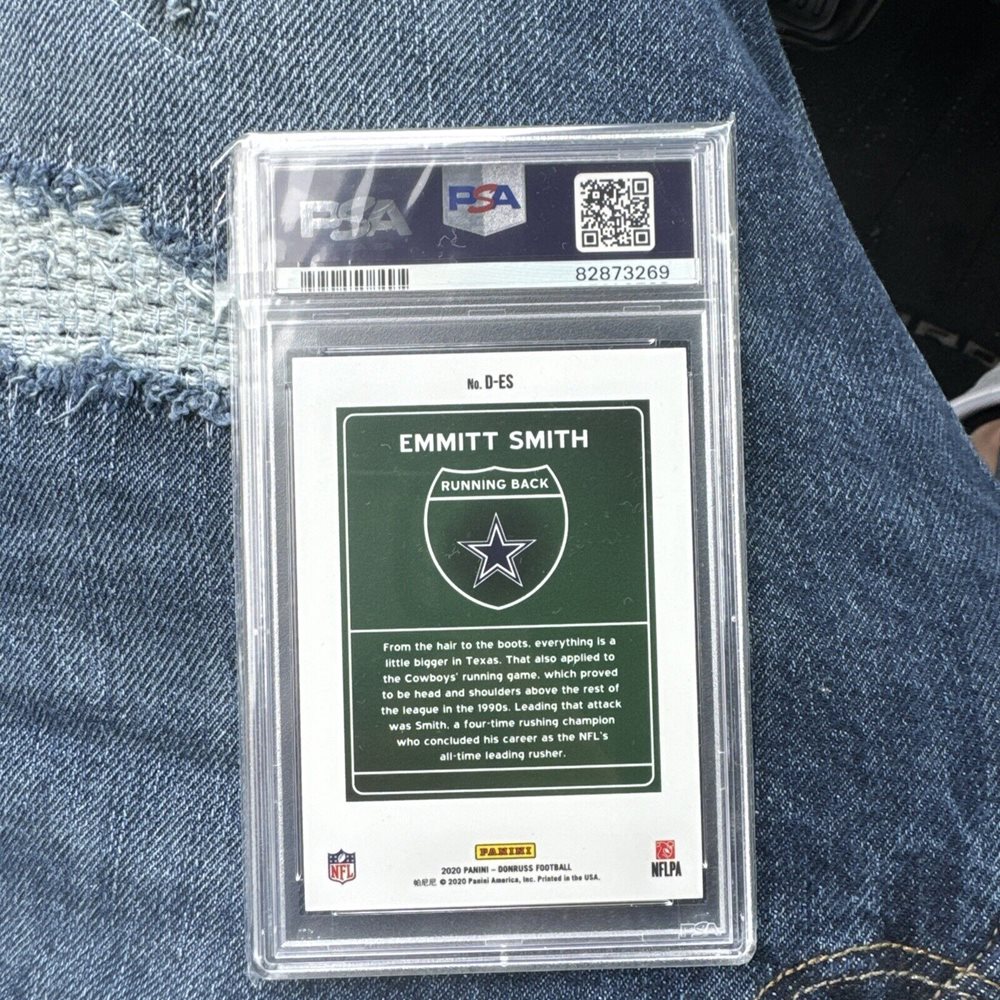 PSA PSA
82873269
No. D-ES
EMMITT SMITH
RUNNING BACK
From the hair to the boots, everything is a
little bigger in Texas. That also applied to
the Cowboys' running game, which proved
to be head and shoulders above the rest of
the league in the 1990s. Leading that attack
was Smith, a four-time rushing champion
who concluded his career as the NFL's
all-time leading rusher.
PANINI
NFL
2020 PANINI – DONRUSS FOOTBALL
帕尼尼 © 2020 Panini America, Inc. Printed in the USA.
NFLPA
PSA